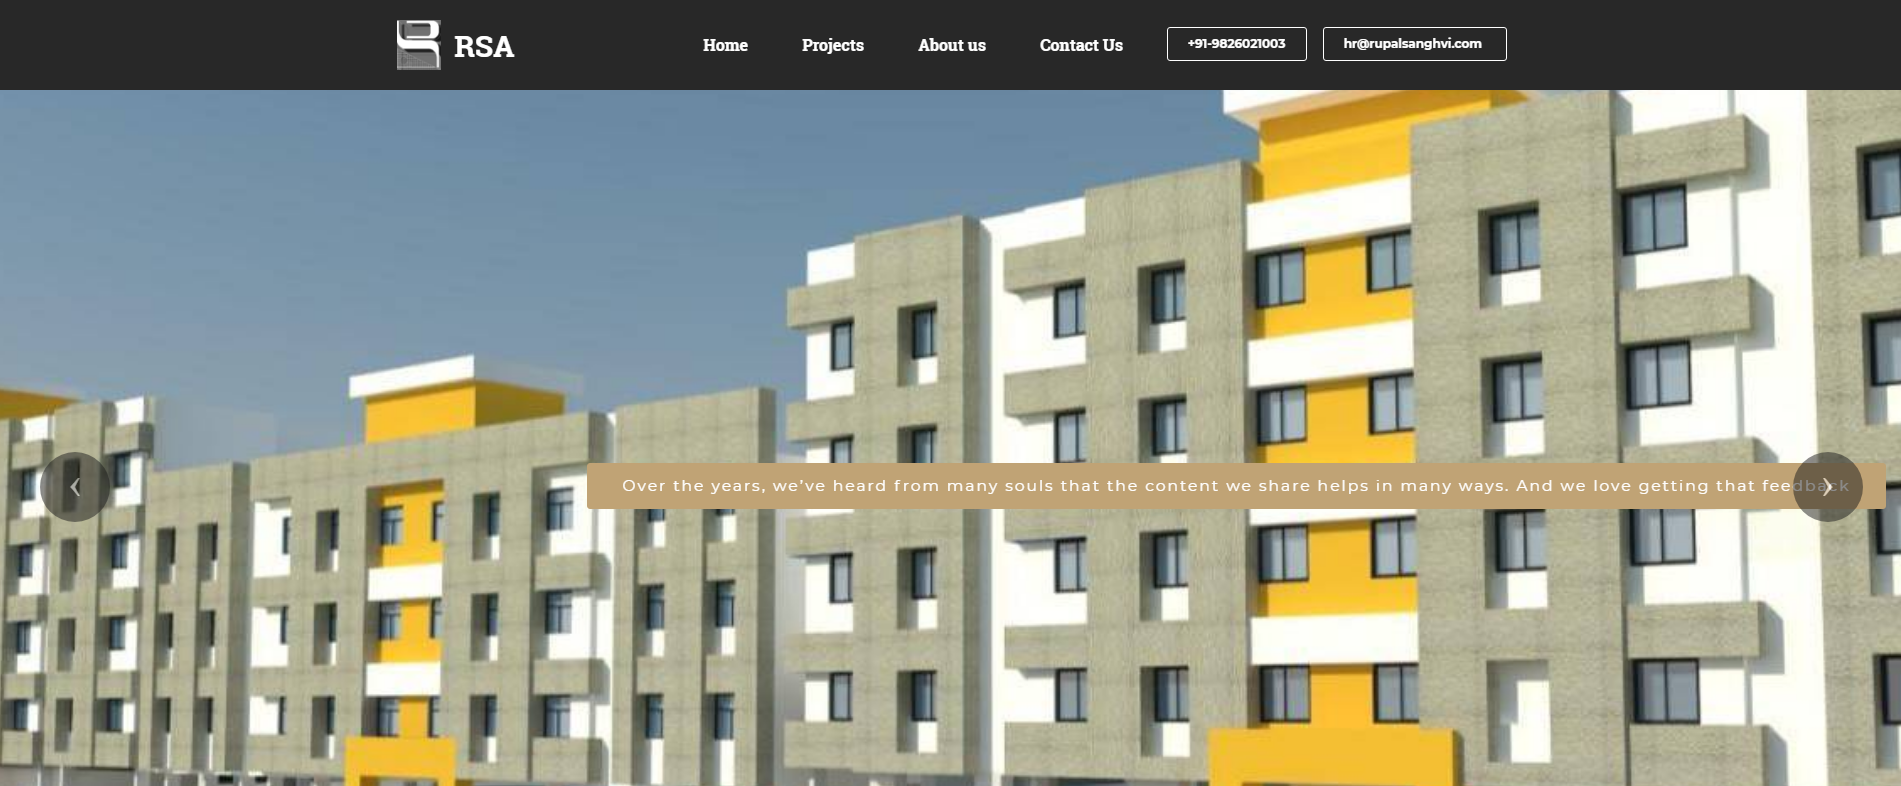 RSA
Home
Projects
About us
Contact Us
+91-9826021003
hr@rupalsanghvi.com
Over the years, we’ve heard from many souls that the content we share helps in many ways. And we love getting that feedback